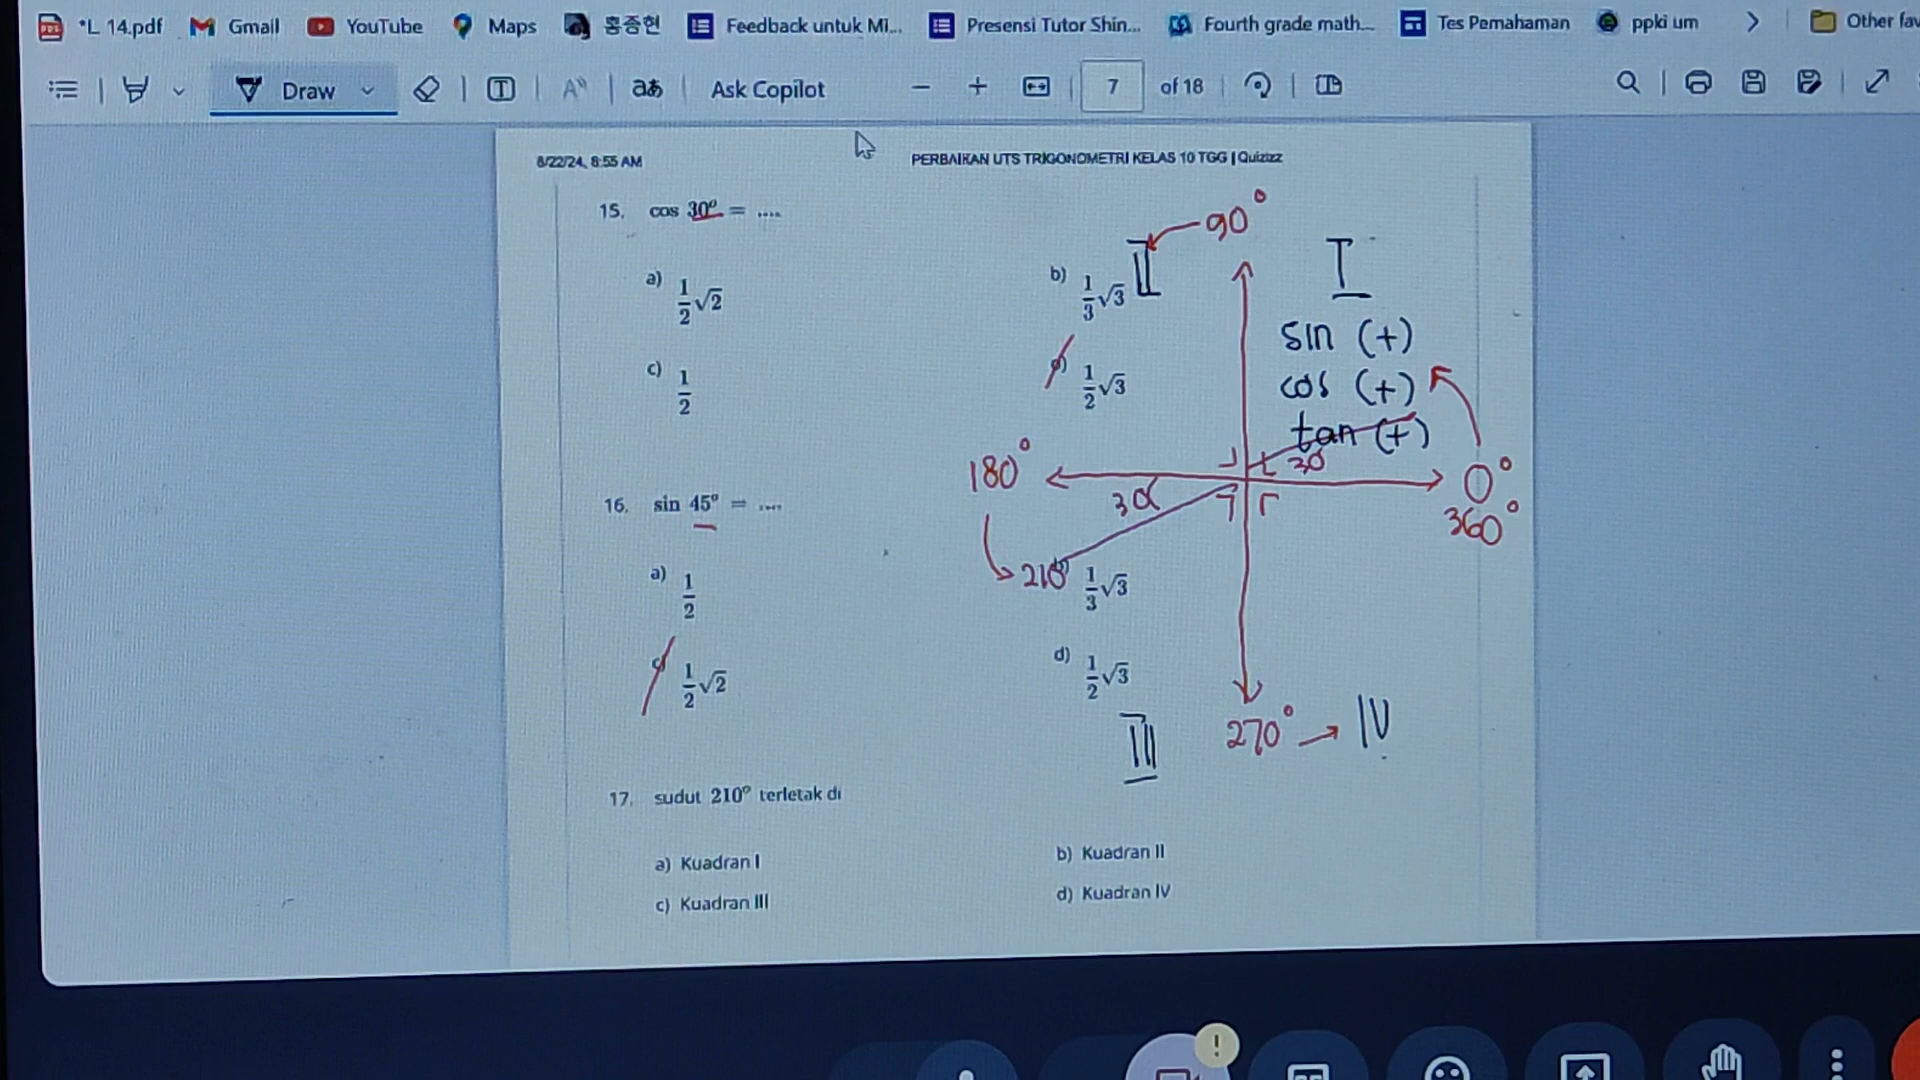 *L 14.pdf Gmail YouTube Maps 홍종현 Feedback untuk Mi... Presensi Tutor Shin... Fourth grade math... Tes Pemahaman ppki um Other fav
Draw Ask Copilot 7 of 18
8/22/24, 8:55 AM PERBAIKAN UTS TRIGONOMETRI KELAS 10 TGG | Quizizz
15. cos 30° = ....
a) 1/2 √2
b) 1/3 √3
c) 1/2
d) 1/2 √3
90°
II
I
sin (+)
cos (+)
tan (+)
180°
30
30
0°
360°
210°
270° → IV
III
16. sin 45° = ....
a) 1/2
1/3 √3
c) 1/2 √2
d) 1/2 √3
17. sudut 210° terletak di
a) Kuadran I
b) Kuadran II
c) Kuadran III
d) Kuadran IV